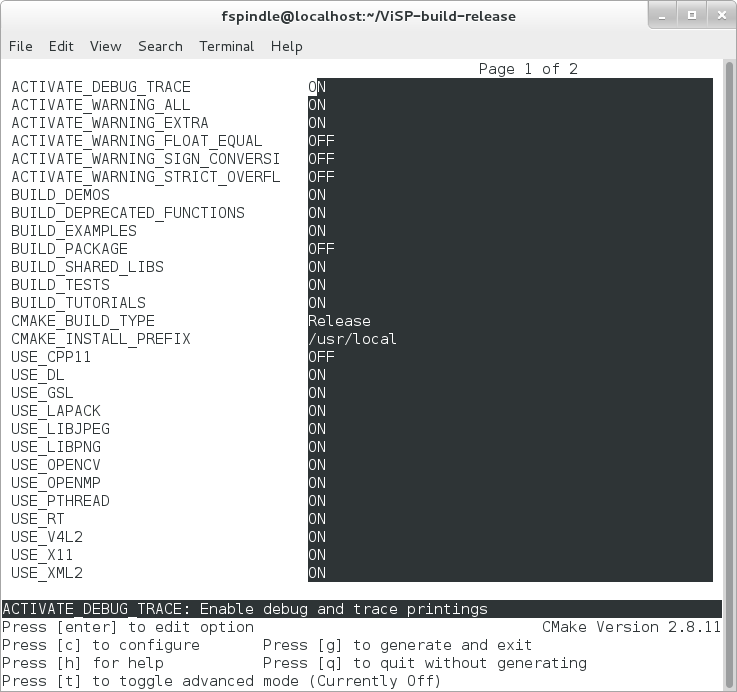 fspindle@localhost:~/ViSP-build-release
File Edit View Search Terminal Help
Page 1 of 2
ACTIVATE_DEBUG_TRACE ON
ACTIVATE_WARNING_ALL ON
ACTIVATE_WARNING_EXTRA ON
ACTIVATE_WARNING_FLOAT_EQUAL OFF
ACTIVATE_WARNING_SIGN_CONVERSI OFF
ACTIVATE_WARNING_STRICT_OVERFL OFF
BUILD_DEMOS ON
BUILD_DEPRECATED_FUNCTIONS ON
BUILD_EXAMPLES ON
BUILD_PACKAGE OFF
BUILD_SHARED_LIBS ON
BUILD_TESTS ON
BUILD_TUTORIALS ON
CMAKE_BUILD_TYPE Release
CMAKE_INSTALL_PREFIX /usr/local
USE_CPP11 OFF
USE_DL ON
USE_GSL ON
USE_LAPACK ON
USE_LIBJPEG ON
USE_LIBPNG ON
USE_OPENCV ON
USE_OPENMP ON
USE_PTHREAD ON
USE_RT ON
USE_V4L2 ON
USE_X11 ON
USE_XML2 ON
ACTIVATE_DEBUG_TRACE: Enable debug and trace printings
Press [enter] to edit option CMake Version 2.8.11
Press [c] to configure Press [g] to generate and exit
Press [h] for help Press [q] to quit without generating
Press [t] to toggle advanced mode (Currently Off)